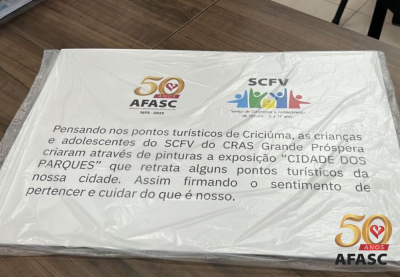 50
ANOS
AFASC
1973 - 2023
SCFV
Pensando nos pontos turísticos de Criciúma, as crianças
e adolescentes do SCFV do CRAS Grande Próspera
criaram através de pinturas a exposição “CIDADE DOS
PARQUES” que retrata alguns pontos turísticos da
nossa cidade. Assim firmando o sentimento de
pertencer e cuidar do que é nosso.
50
ANOS
AFASC